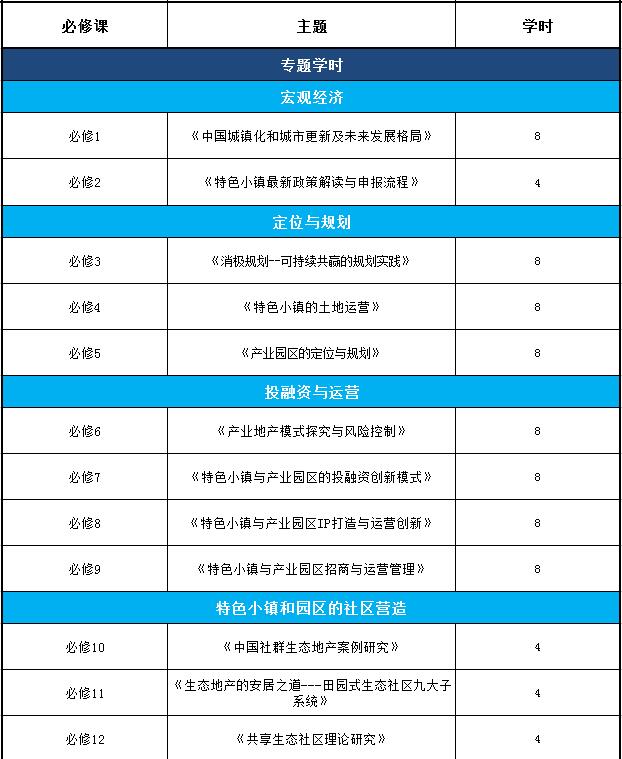 必修课 主题 学时
专题学时
宏观经济
必修1 《中国城镇化和城市更新及未来发展格局》 8
必修2 《特色小镇最新政策解读与申报流程》 4
定位与规划
必修3 《消极规划--可持续共赢的规划实践》 8
必修4 《特色小镇的土地运营》 8
必修5 《产业园区的定位与规划》 8
投融资与运营
必修6 《产业地产模式探究与风险控制》 8
必修7 《特色小镇与产业园区的投融资创新模式》 8
必修8 《特色小镇与产业园区IP打造与运营创新》 8
必修9 《特色小镇与产业园区招商与运营管理》 8
特色小镇和园区的社区营造
必修10 《中国社群生态地产案例研究》 4
必修11 《生态地产的安居之道---田园式生态社区九大子 4
系统》
必修12 《共享生态社区理论研究》 4